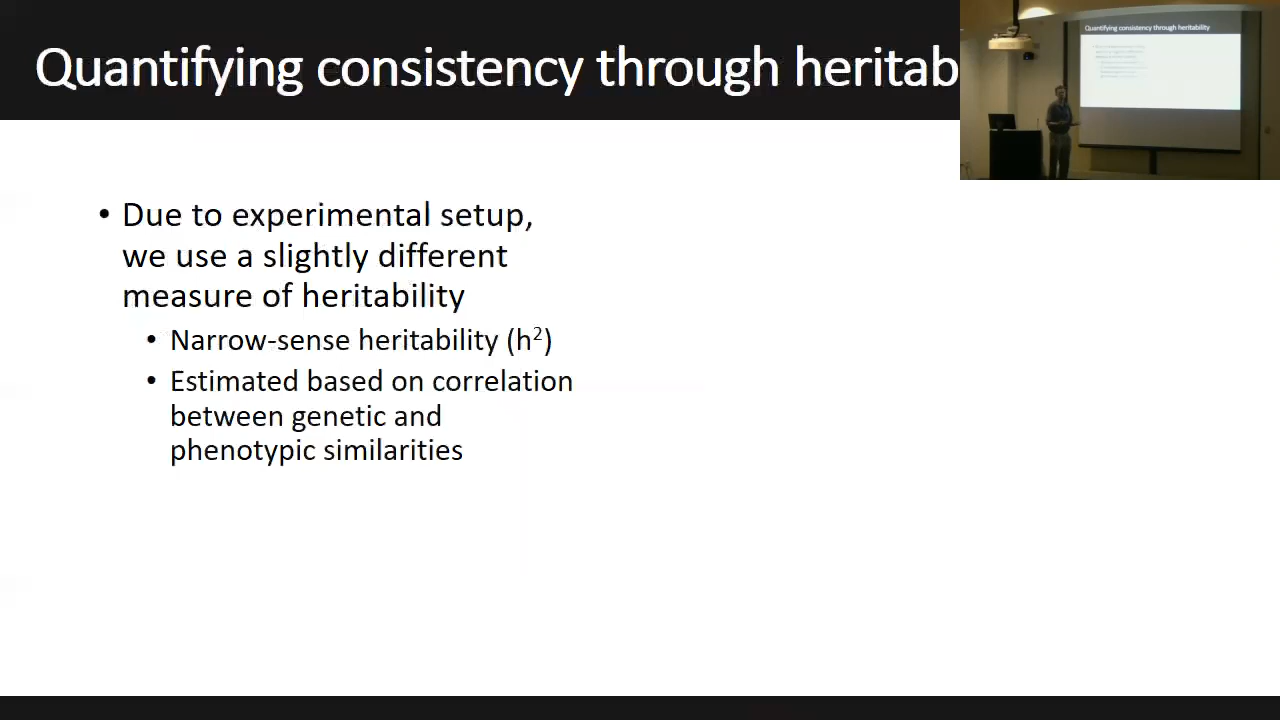 Quantifying consistency through heritab
Quantifying consistency through heritability
• Due to experimental setup,
we use a slightly different
measure of heritability
• Narrow-sense heritability (h²)
• Estimated based on correlation
between genetic and
phenotypic similarities